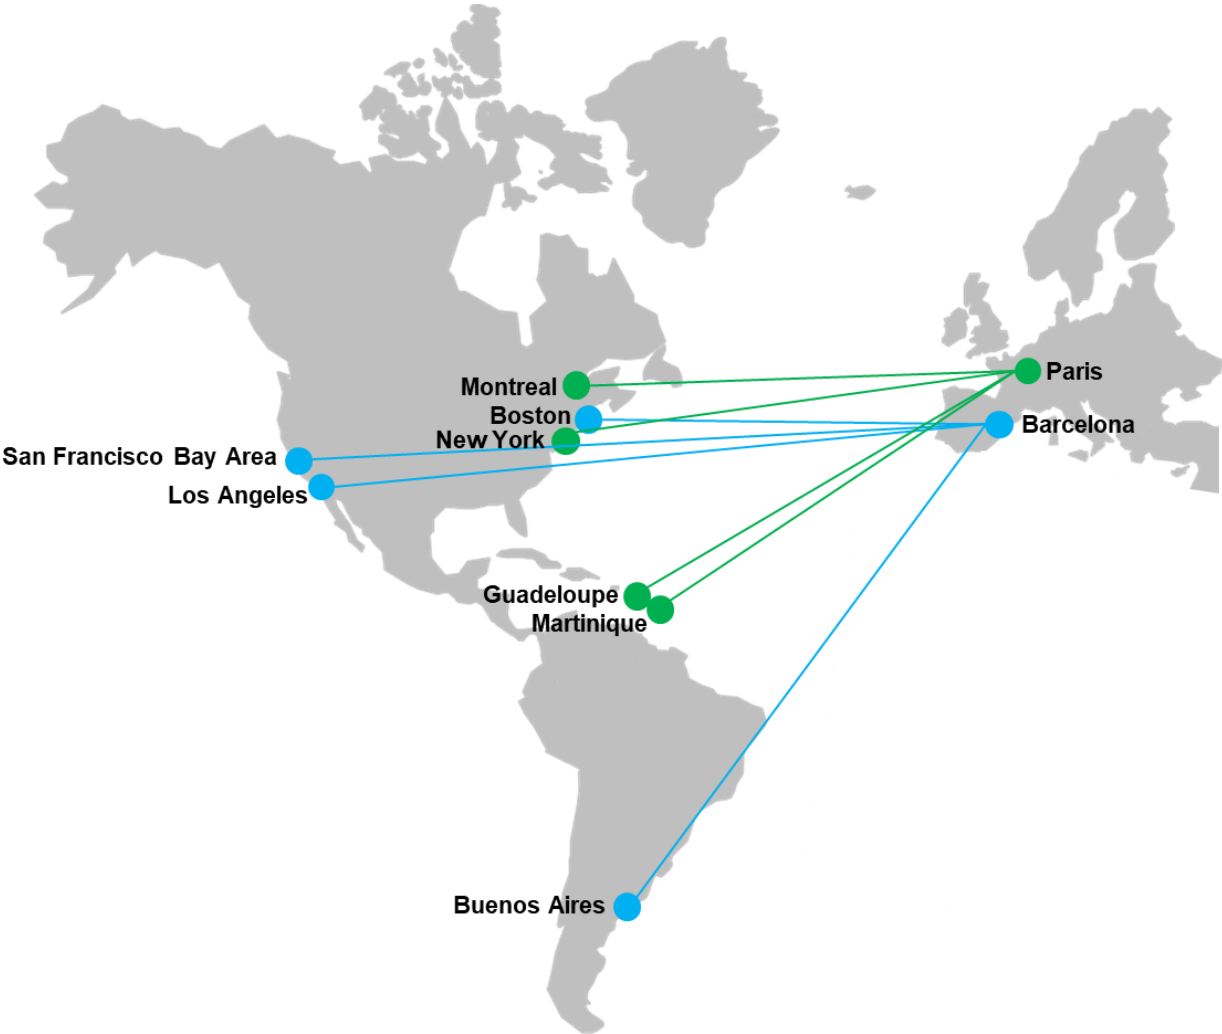 Paris
Montreal
Boston
Barcelona
New York
San Francisco Bay Area
Los Angeles
Guadeloupe
Martinique
Buenos Aires